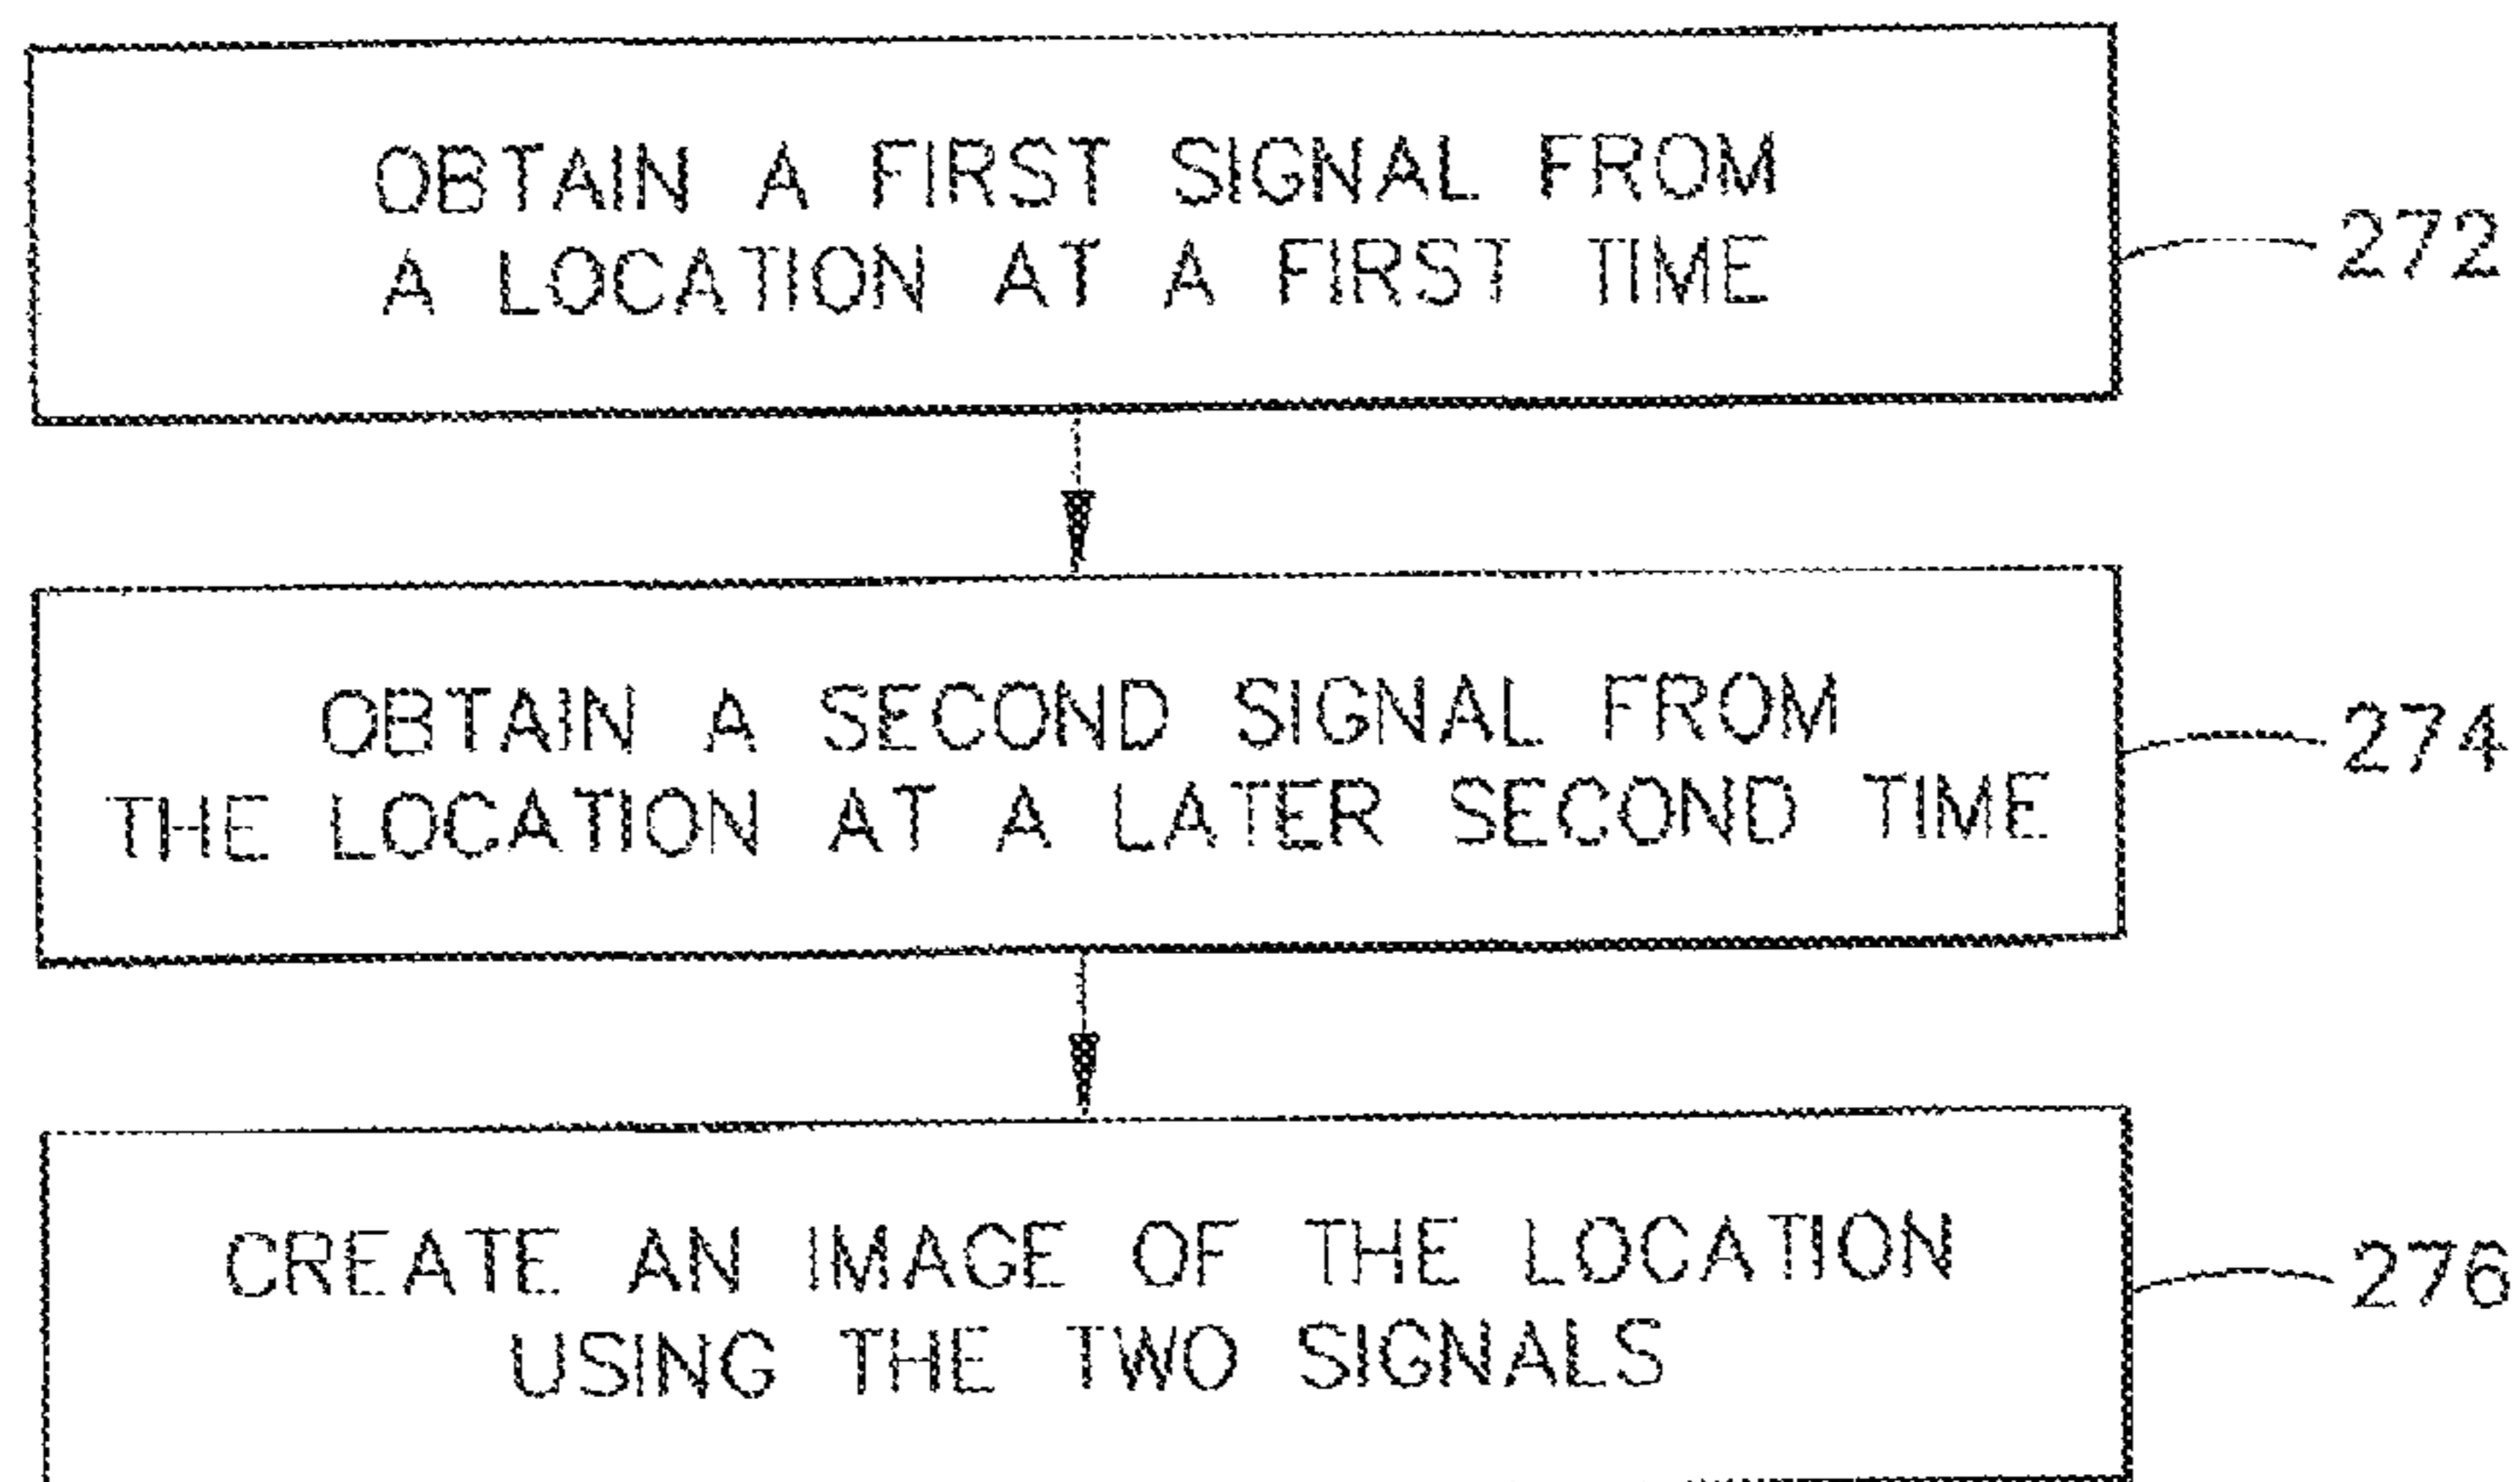 OBTAIN A FIRST SIGNAL FROM
A LOCATION AT A FIRST TIME
272
OBTAIN A SECOND SIGNAL FROM
THE LOCATION AT A LATER SECOND TIME
274
CREATE AN IMAGE OF THE LOCATION
USING THE TWO SIGNALS
276